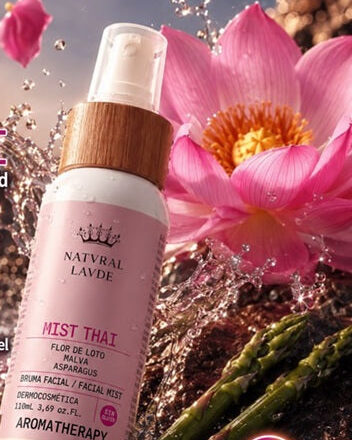 NATVRAL
LAVDE
MIST THAI
FLOR DE LOTO
MALVA
ASPARAGUS
BRUMA FACIAL / FACIAL MIST
DERMOCOSMÉTICA
110ml 3,69 oz.FL.
AROMATHERAPY